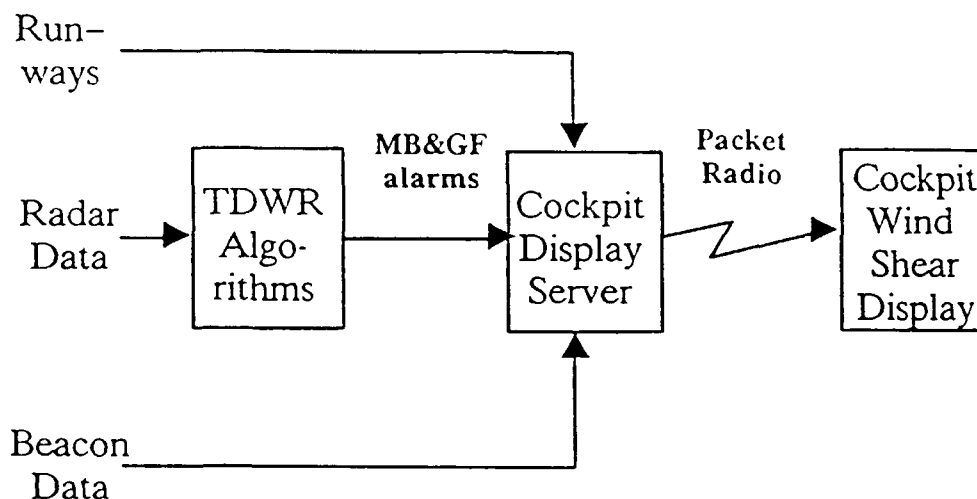 Run-
ways
MB&GF
alarms
Packet
Radio
Radar
Data
TDWR
Algo-
rithms
Cockpit
Display
Server
Cockpit
Wind
Shear
Display
Beacon
Data